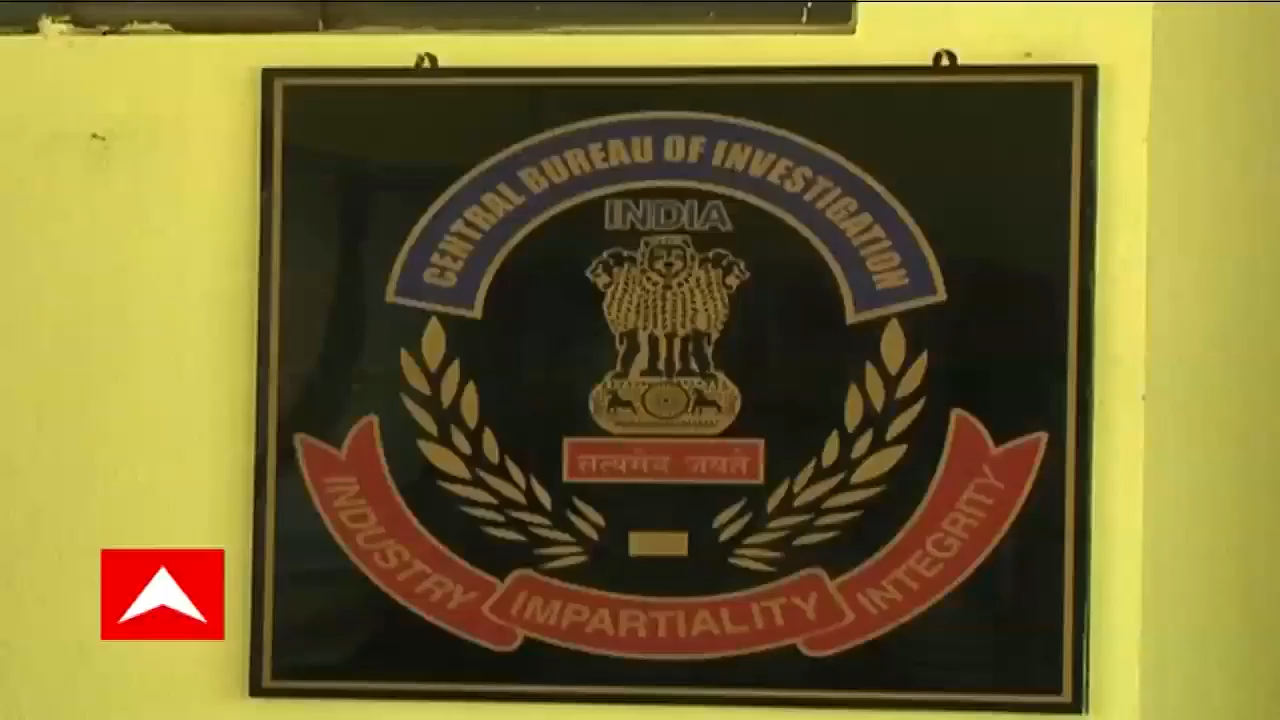 CENTRAL BUREAU OF INVESTIGATION
INDIA
सत्यमेव जयते
INDUSTRY
IMPARTIALITY
INTEGRITY